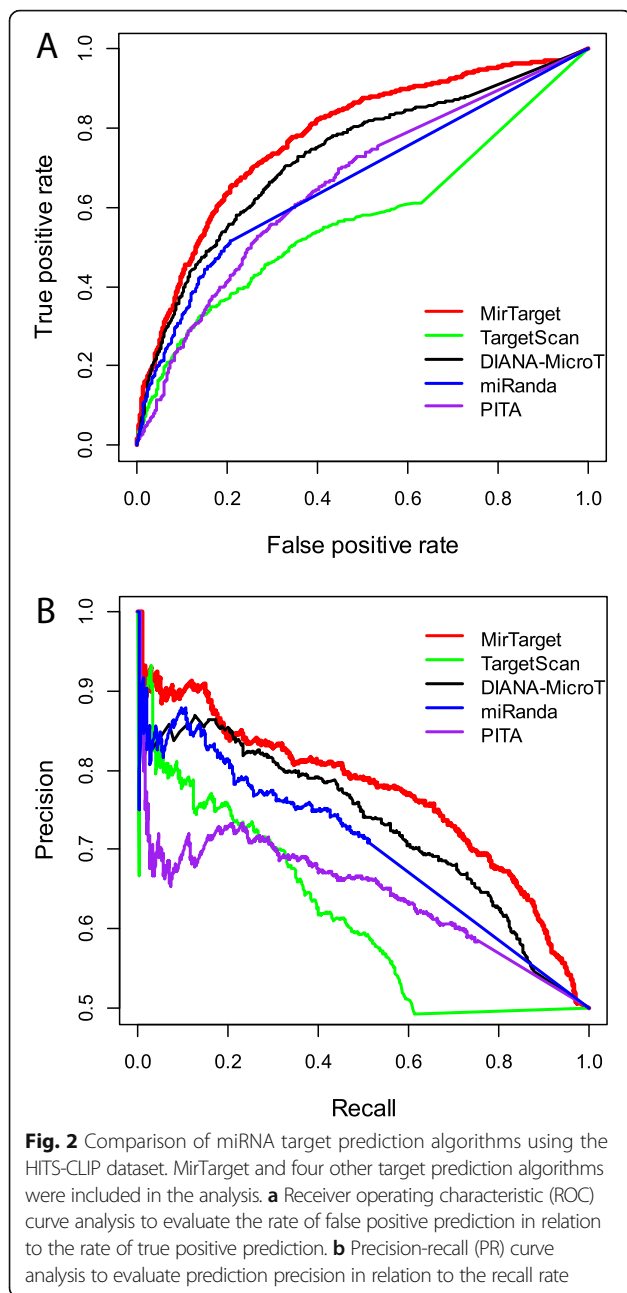 A
True positive rate
1.0
0.8
0.6
0.4
0.2
0.0
MirTarget
TargetScan
DIANA-MicroT
miRanda
PITA
0.0 0.2 0.4 0.6 0.8 1.0
False positive rate
B
Precision
1.0
0.9
0.8
0.7
0.6
0.5
MirTarget
TargetScan
DIANA-MicroT
miRanda
PITA
0.0 0.2 0.4 0.6 0.8 1.0
Recall
Fig. 2 Comparison of miRNA target prediction algorithms using the
HITS-CLIP dataset. MirTarget and four other target prediction algorithms
were included in the analysis. a Receiver operating characteristic (ROC)
curve analysis to evaluate the rate of false positive prediction in relation
to the rate of true positive prediction. b Precision-recall (PR) curve
analysis to evaluate prediction precision in relation to the recall rate